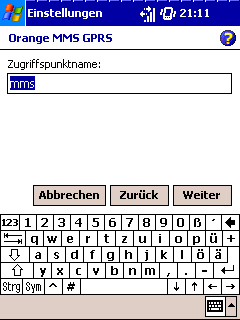 Einstellungen 21:11
Orange MMS GPRS ?
Zugriffspunktname:
mms
Abbrechen Zurück Weiter
123 1 2 3 4 5 6 7 8 9 0 ß ´
q w e r t z u i o p ü +
a s d f g h j k l ö ä
y x c v b n m , . -
Strg Sym ^ #